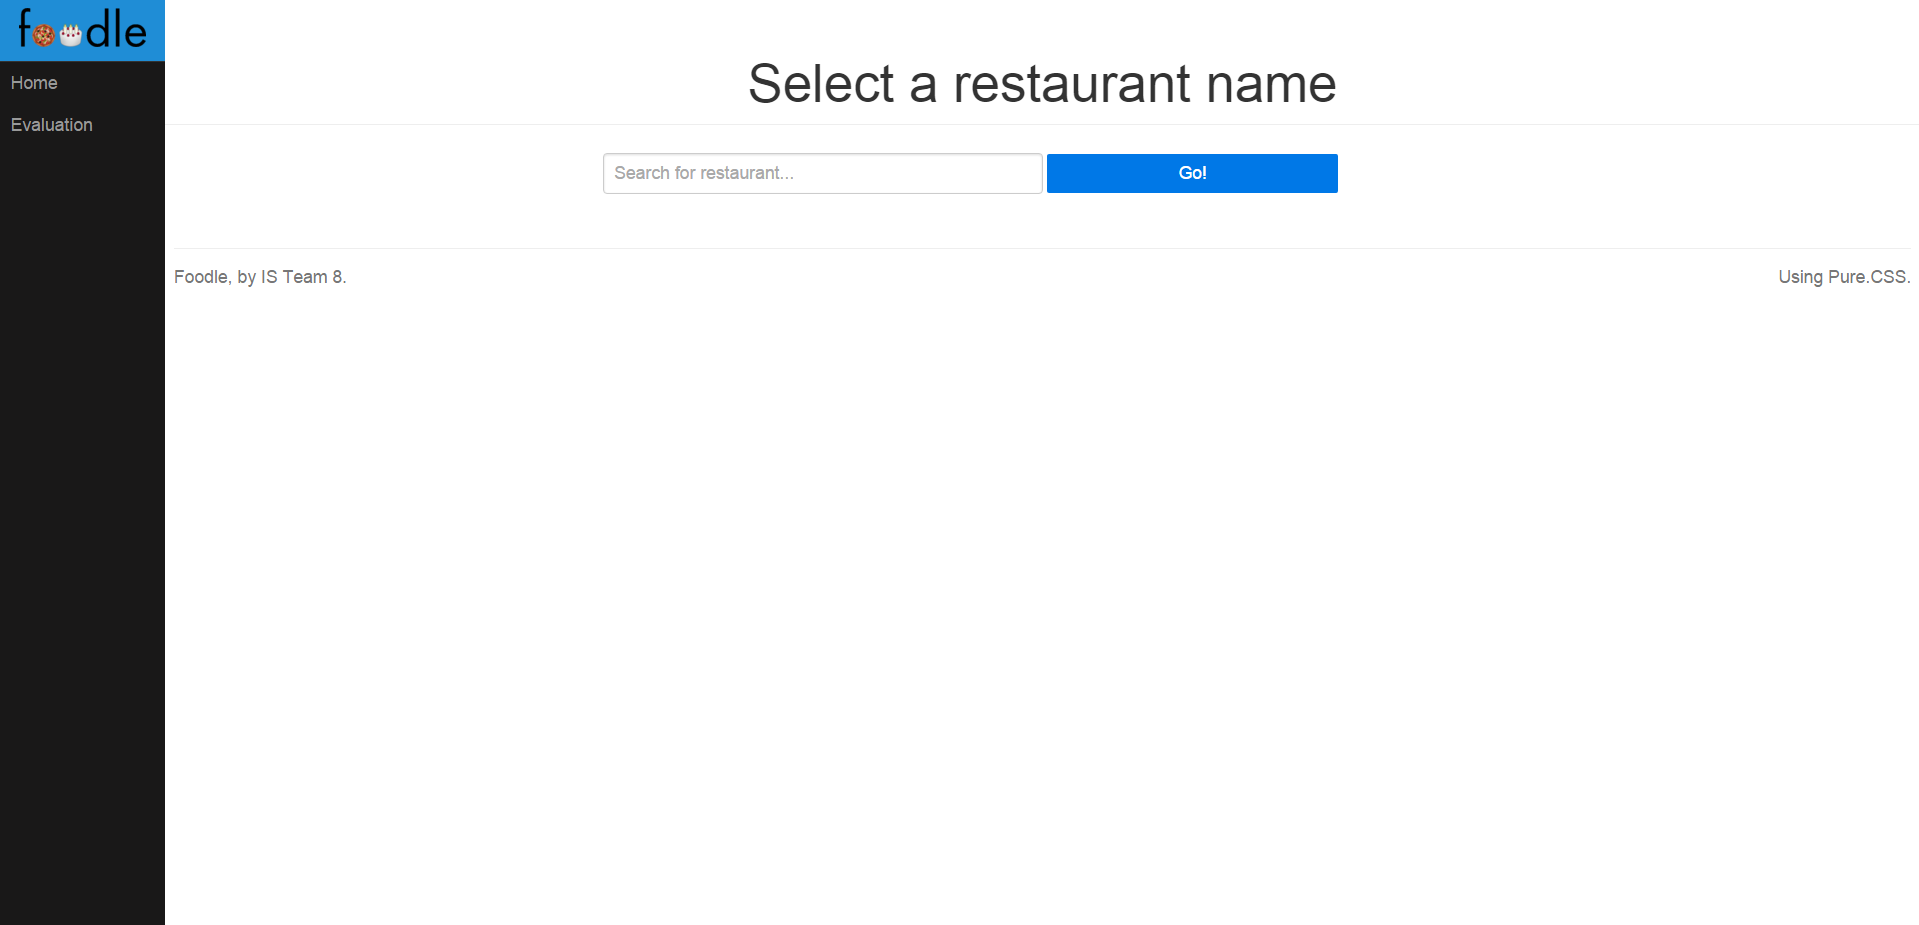 foodle
Home
Evaluation
Select a restaurant name
Search for restaurant...
Go!
Foodle, by IS Team 8.
Using Pure.CSS.